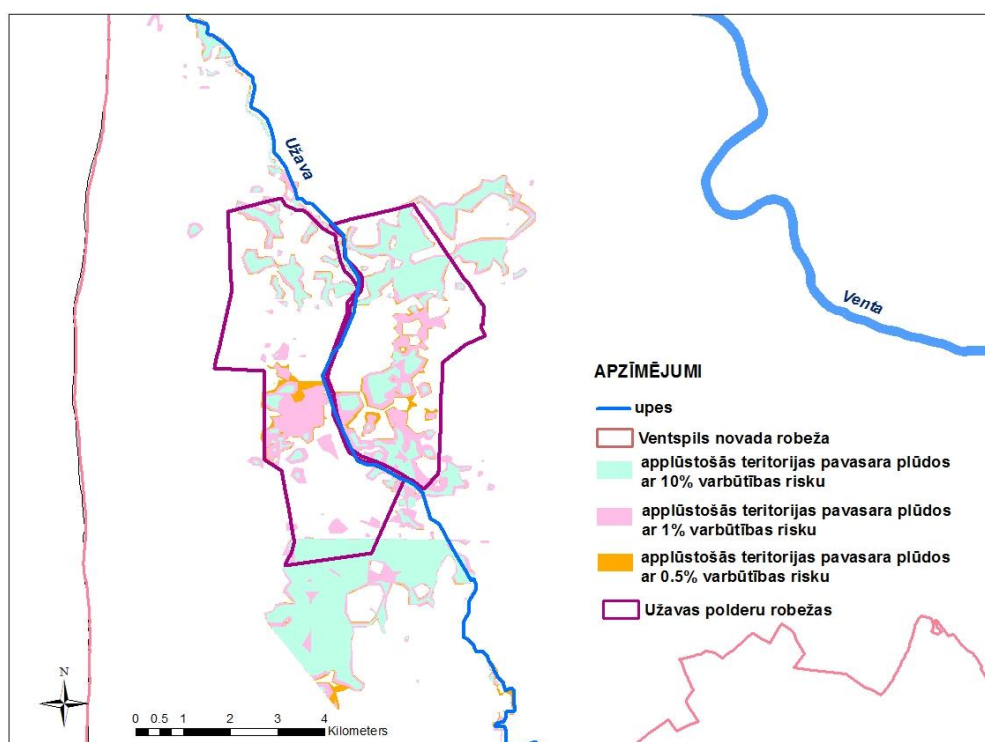 Užava
Venta
APZĪMĒJUMI
upes
Ventspils novada robeža
applūstošās teritorijas pavasara plūdos
ar 10% varbūtības risku
applūstošās teritorijas pavasara plūdos
ar 1% varbūtības risku
applūstošās teritorijas pavasara plūdos
ar 0.5% varbūtības risku
Užavas polderu robežas
N
0 0.5 1 2 3 4
Kilometers